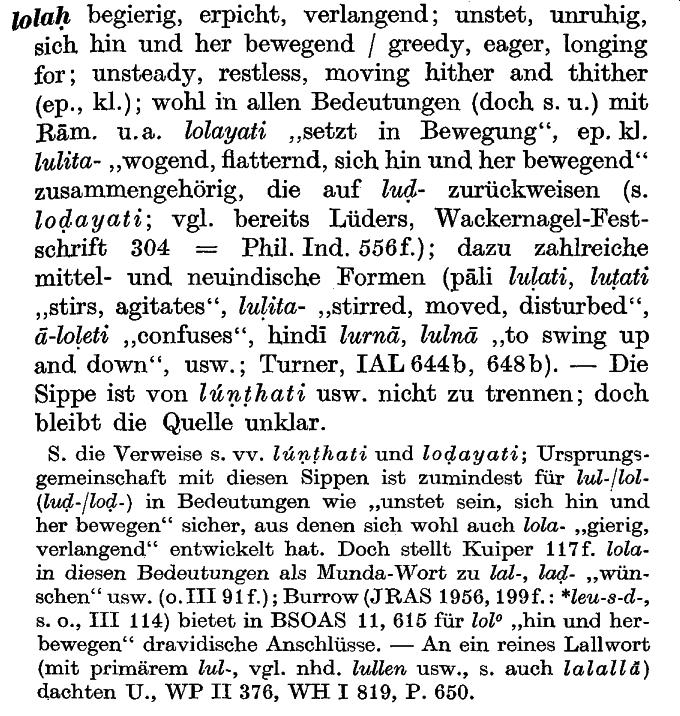 lolaḥ begierig, erpicht, verlangend; unstet, unruhig,
sich hin und her bewegend / greedy, eager, longing
for; unsteady, restless, moving hither and thither
(ep., kl.); wohl in allen Bedeutungen (doch s. u.) mit
Rām. u.a. lolayati „setzt in Bewegung“, ep. kl.
lulita- „wogend, flatternd, sich hin und her bewegend“
zusammengehörig, die auf luḍ- zurückweisen (s.
loḍayati; vgl. bereits Lüders, Wackernagel-Fest-
schrift 304 = Phil. Ind. 556f.); dazu zahlreiche
mittel- und neuindische Formen (pāli luḷati, luṭati
„stirs, agitates“, luḷita- „stirred, moved, disturbed“,
ā-loḷeti „confuses“, hindī lurnā, lulnā „to swing up
and down“, usw.; Turner, IAL 644b, 648b). — Die
Sippe ist von lúṇṭhati usw. nicht zu trennen; doch
bleibt die Quelle unklar.
S. die Verweise s. vv. lúṇṭhati und loḍayati; Ursprungs-
gemeinschaft mit diesen Sippen ist zumindest für lul-/lol-
(luḍ-/loḍ-) in Bedeutungen wie „unstet sein, sich hin und
her bewegen“ sicher, aus denen sich wohl auch lola- „gierig,
verlangend“ entwickelt hat. Doch stellt Kuiper 117f. lola-
in diesen Bedeutungen als Munda-Wort zu lal-, laḍ- „wün-
schen“ usw. (o. III 91f.); Burrow (JRAS 1956, 199f.: *leu-s-d-,
s. o., III 114) bietet in BSOAS 11, 615 für lol° „hin und her-
bewegen“ dravidische Anschlüsse. — An ein reines Lallwort
(mit primärem lul-, vgl. nhd. lullen usw., s. auch lalallā́)
dachten U., WP II 376, WH I 819, P. 650.